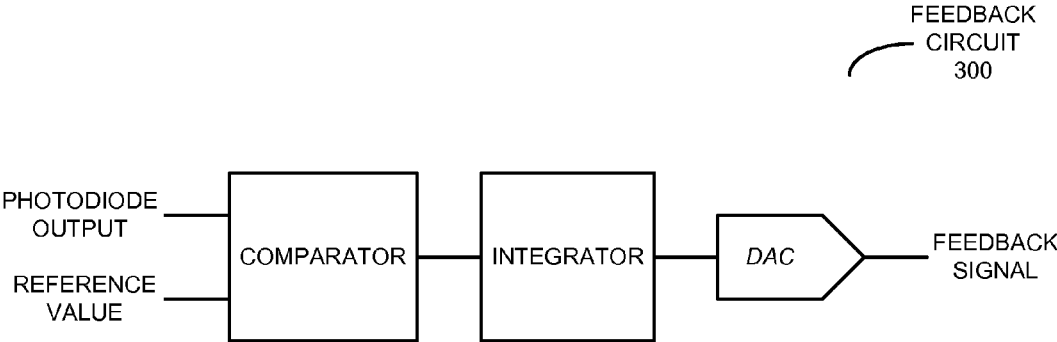 FEEDBACK
CIRCUIT
300
PHOTODIODE
OUTPUT
REFERENCE
VALUE
COMPARATOR
INTEGRATOR
DAC
FEEDBACK
SIGNAL